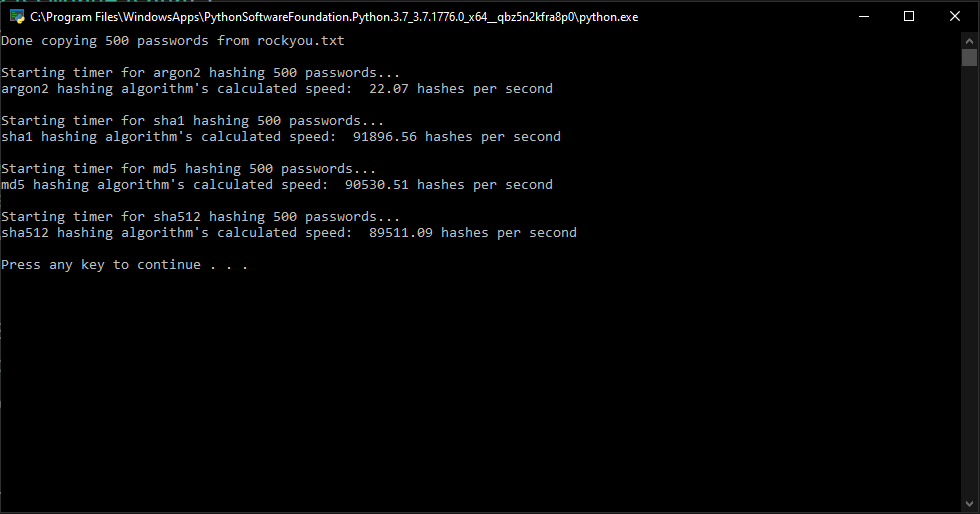 C:\Program Files\WindowsApps\PythonSoftwareFoundation.Python.3.7_3.7.1776.0_x64__qbz5n2kfra8p0\python.exe
Done copying 500 passwords from rockyou.txt
Starting timer for argon2 hashing 500 passwords...
argon2 hashing algorithm's calculated speed:  22.07 hashes per second
Starting timer for sha1 hashing 500 passwords...
sha1 hashing algorithm's calculated speed:  91896.56 hashes per second
Starting timer for md5 hashing 500 passwords...
md5 hashing algorithm's calculated speed:  90530.51 hashes per second
Starting timer for sha512 hashing 500 passwords...
sha512 hashing algorithm's calculated speed:  89511.09 hashes per second
Press any key to continue . . .